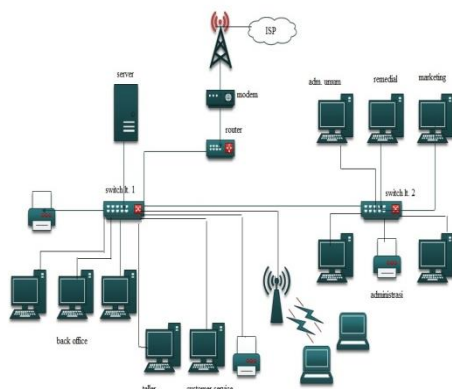 ISP
server
modem
adm. umum
remedial
marketing
router
switch lt. 1
switch lt. 2
administrasi
back office
teller
customer service